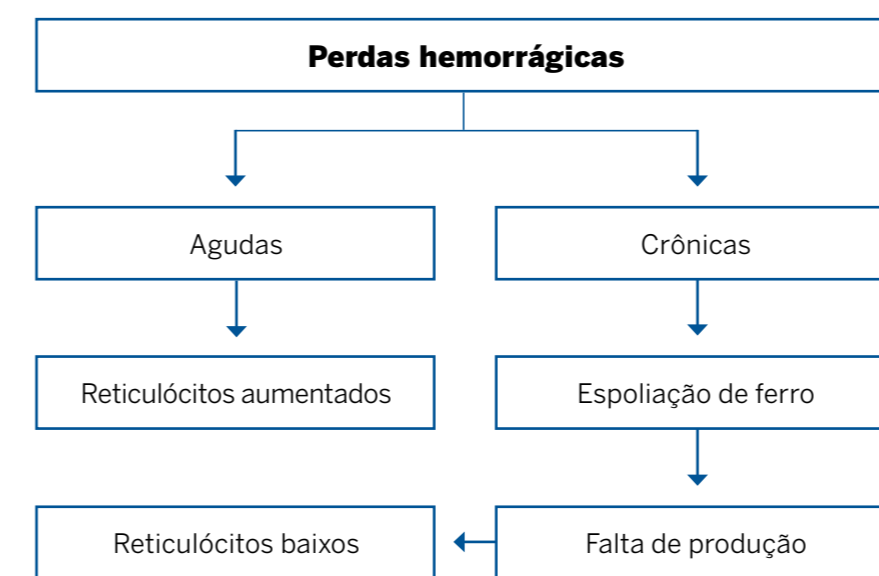 Perdas hemorrágicas
Agudas
Crônicas
Reticulócitos aumentados
Espoliação de ferro
Reticulócitos baixos
Falta de produção